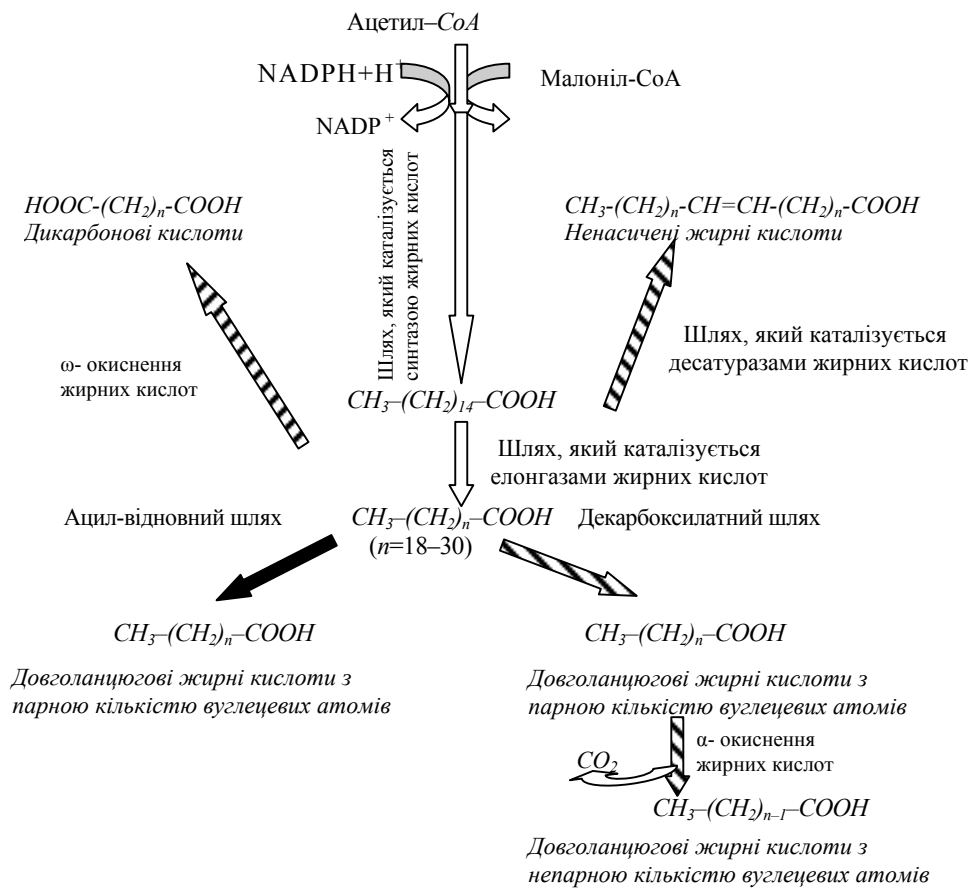 Ацетил–CoA
NADPH+H⁺
Малоніл-CoA
NADP⁺
Шлях, який каталізується
синтазою жирних кислот
HOOC-(CH₂)ₙ-COOH
Дикарбонові кислоти
CH₃-(CH₂)ₙ-CH=CH-(CH₂)ₙ-COOH
Ненасичені жирні кислоти
ω- окиснення
жирних кислот
Шлях, який каталізується
десатуразами жирних кислот
CH₃–(CH₂)₁₄–COOH
Шлях, який каталізується
елонгазами жирних кислот
Ацил-відновний шлях
CH₃–(CH₂)ₙ–COOH
(n=18–30)
Декарбоксилатний шлях
CH₃–(CH₂)ₙ–COOH
Довголанцюгові жирні кислоти з
парною кількістю вуглецевих атомів
CH₃–(CH₂)ₙ–COOH
Довголанцюгові жирні кислоти з
парною кількістю вуглецевих атомів
α- окиснення
жирних кислот
CO₂
CH₃–(CH₂)ₙ₋₁–COOH
Довголанцюгові жирні кислоти з
непарною кількістю вуглецевих атомів